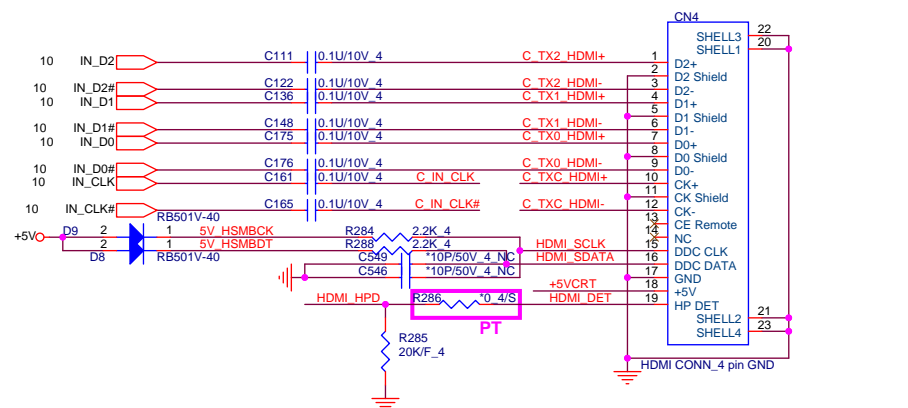 CN4
SHELL3 22
SHELL1 20
10 IN_D2 C111 0.1U/10V_4 C_TX2_HDMI+ 1 D2+
2 D2 Shield
10 IN_D2# C122 0.1U/10V_4 C_TX2_HDMI- 3 D2-
10 IN_D1 C136 0.1U/10V_4 C_TX1_HDMI+ 4 D1+
5 D1 Shield
10 IN_D1# C148 0.1U/10V_4 C_TX1_HDMI- 6 D1-
10 IN_D0 C175 0.1U/10V_4 C_TX0_HDMI+ 7 D0+
8 D0 Shield
10 IN_D0# C176 0.1U/10V_4 C_TX0_HDMI- 9 D0-
10 IN_CLK C161 0.1U/10V_4 C_IN_CLK C_TXC_HDMI+ 10 CK+
11 CK Shield
10 IN_CLK# C165 0.1U/10V_4 C_IN_CLK# C_TXC_HDMI- 12 CK-
RB501V-40 13 CE Remote
+5V D9 2 1 5V_HSMBCK R284 2.2K_4 14 NC
2 1 5V_HSMBDT R288 2.2K_4 HDMI_SCLK 15 DDC CLK
D8 RB501V-40 C549 *10P/50V_4_NC HDMI_SDATA 16 DDC DATA
C546 *10P/50V_4_NC 17 GND
+5VCRT 18 +5V
HDMI_HPD R286 *0_4/S HDMI_DET 19 HP DET
PT
SHELL2 21
SHELL4 23
R285
20K/F_4
HDMI CONN_4 pin GND